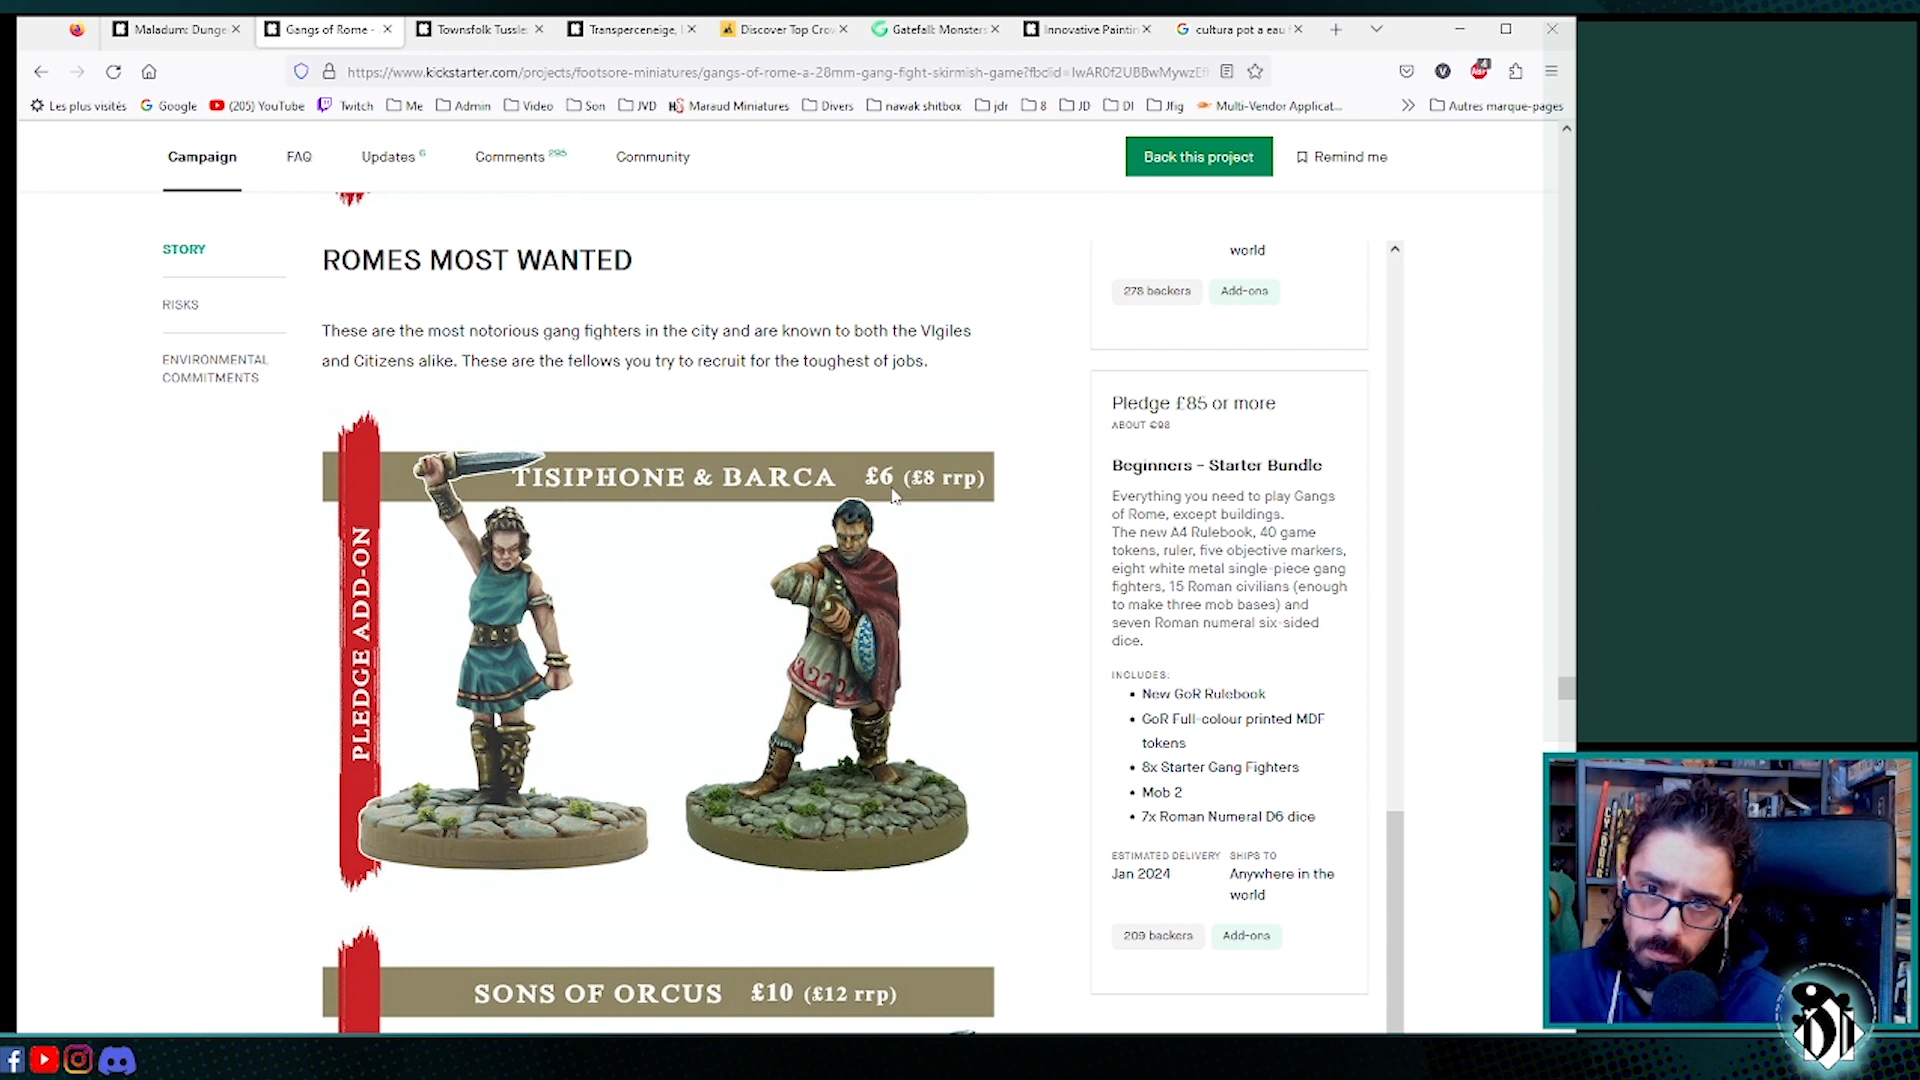 Maladum: Dunge
Gangs of Rome -
Townsfolk Tussle:
Transperceneige, l
Discover Top Cro
Gatefall: Monsters
Innovative Paintin
cultura pot a eau
https://www.kickstarter.com/projects/footsore-miniatures/gangs-of-rome-a-28mm-gang-fight-skirmish-game?fbclid=IwAR0f2UBBwMywzEf
4
Les plus visités
Google
(205) YouTube
Twitch
Me
Admin
Video
Son
JVD
Maraud Miniatures
Divers
nawak shitbox
jdr
8
JD
DI
Jfig
Multi-Vendor Applicat...
Autres marque-pages
Campaign
FAQ
Updates 6
Comments 295
Community
Back this project
Remind me
STORY
RISKS
ENVIRONMENTAL
COMMITMENTS
ROMES MOST WANTED
These are the most notorious gang fighters in the city and are known to both the VIgiles
and Citizens alike. These are the fellows you try to recruit for the toughest of jobs.
PLEDGE ADD-ON
TISIPHONE & BARCA £6 (£8 rrp)
SONS OF ORCUS £10 (£12 rrp)
world
278 backers
Add-ons
Pledge £85 or more
ABOUT €98
Beginners - Starter Bundle
Everything you need to play Gangs
of Rome, except buildings.
The new A4 Rulebook, 40 game
tokens, ruler, five objective markers,
eight white metal single-piece gang
fighters, 15 Roman civilians (enough
to make three mob bases) and
seven Roman numeral six-sided
dice.
INCLUDES:
New GoR Rulebook
GoR Full-colour printed MDF
tokens
8x Starter Gang Fighters
Mob 2
7x Roman Numeral D6 dice
ESTIMATED DELIVERY
Jan 2024
SHIPS TO
Anywhere in the
world
209 backers
Add-ons